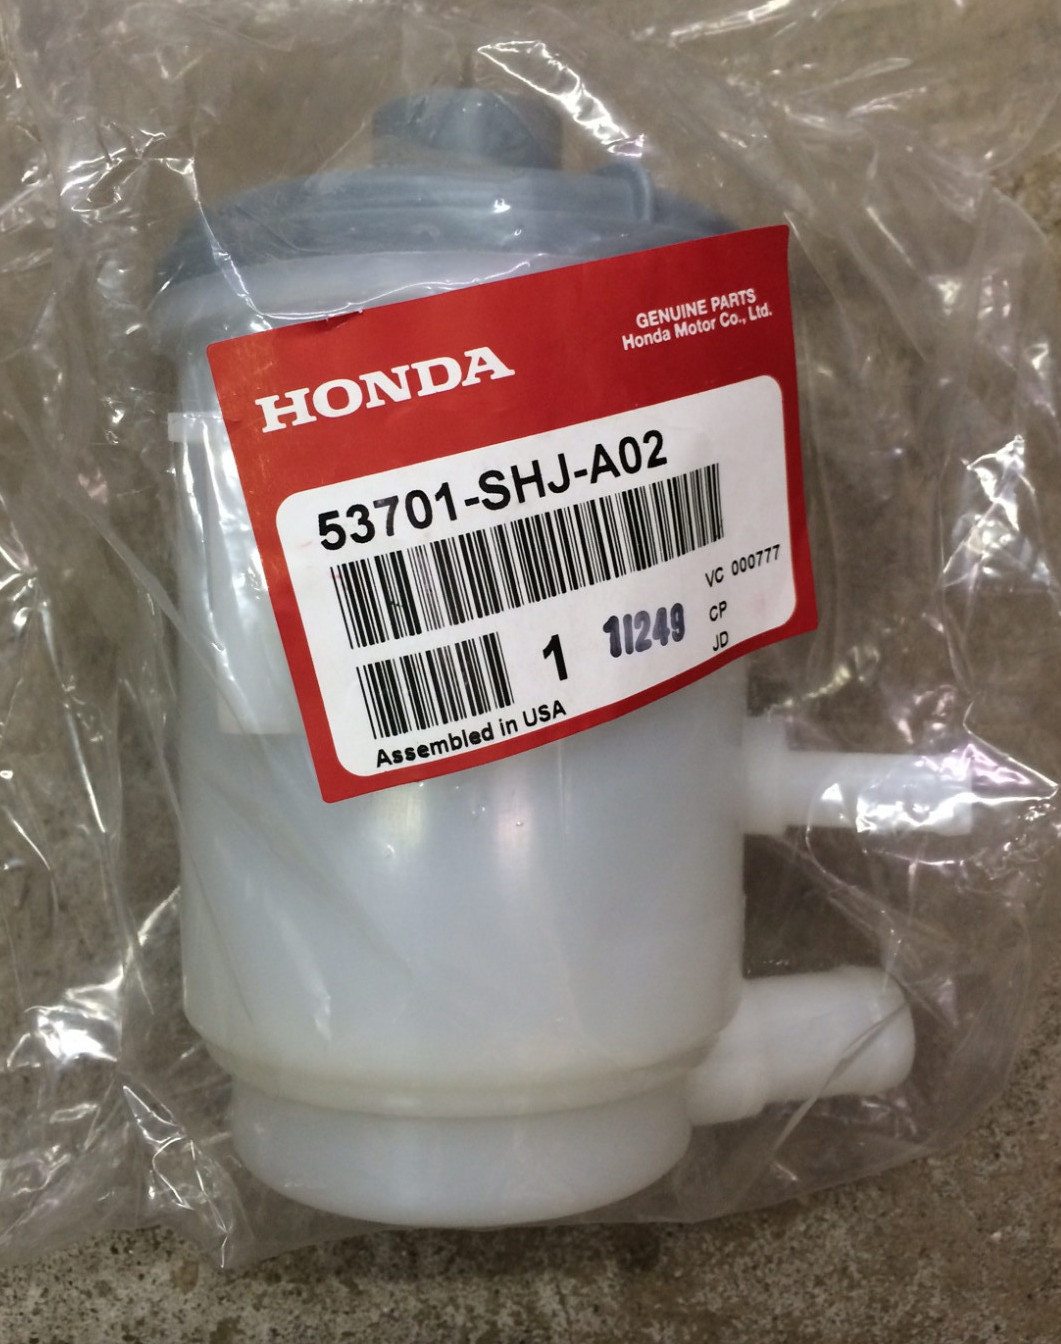 HONDA
GENUINE PARTS
Honda Motor Co., Ltd.
53701-SHJ-A02
VC 000777
1 11249 CP
JD
Assembled in USA